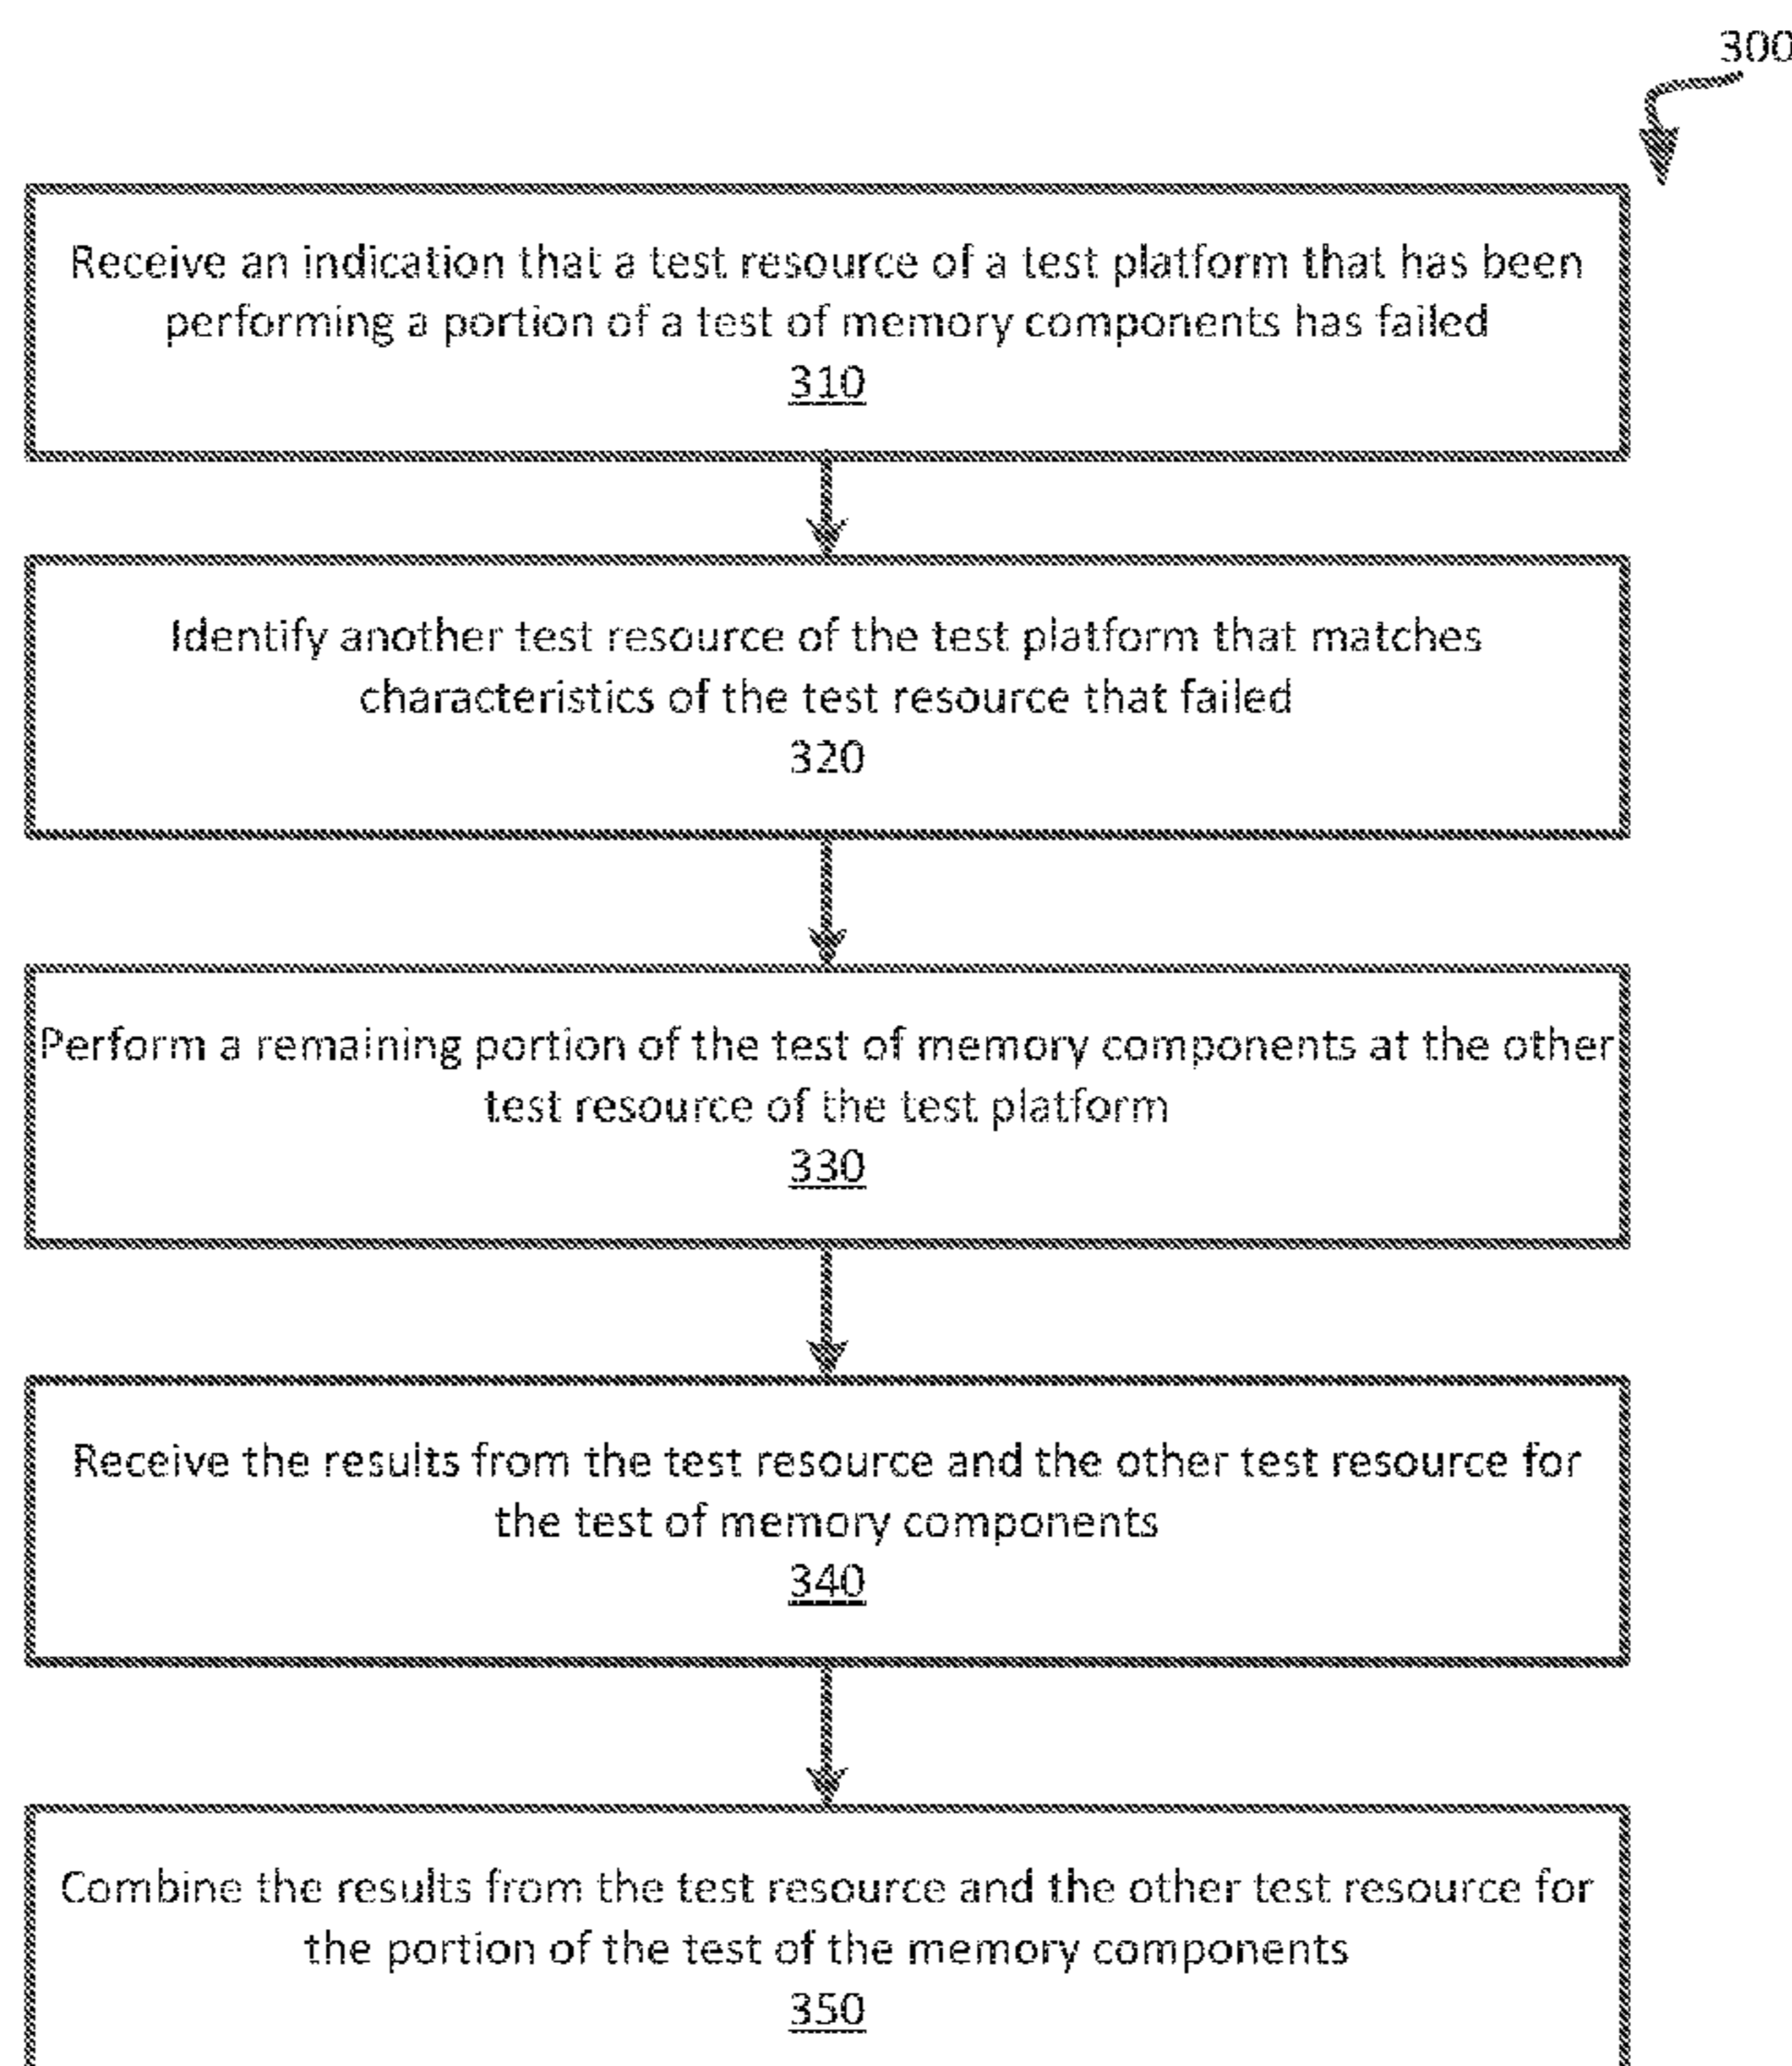 300
Receive an indication that a test resource of a test platform that has been
performing a portion of a test of memory components has failed
310
Identify another test resource of the test platform that matches
characteristics of the test resource that failed
320
Perform a remaining portion of the test of memory components at the other
test resource of the test platform
330
Receive the results from the test resource and the other test resource for
the test of memory components
340
Combine the results from the test resource and the other test resource for
the portion of the test of the memory components
350